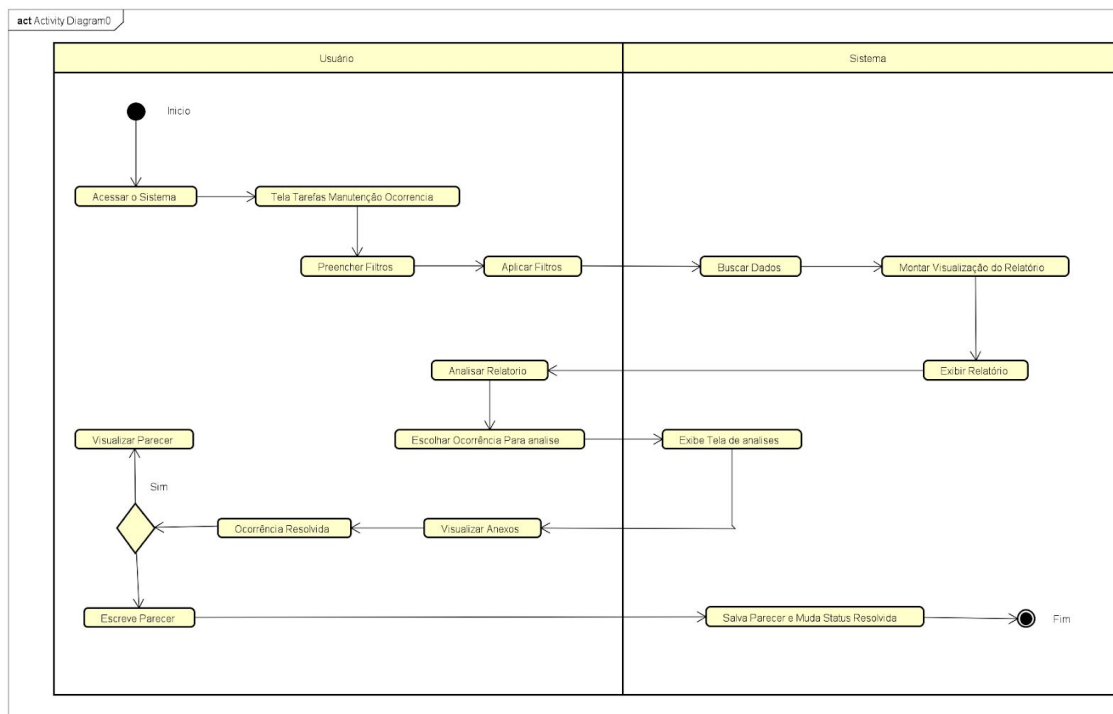 act Activity Diagram0
Usuário
Sistema
Inicio
Acessar o Sistema
Tela Tarefas Manutenção Ocorrencia
Preencher Filtros
Aplicar Filtros
Buscar Dados
Montar Visualização do Relatório
Analisar Relatorio
Exibir Relatório
Visualizar Parecer
Escolhar Ocorrência Para analise
Exibe Tela de analises
Sim
Ocorrência Resolvida
Visualizar Anexos
Escreve Parecer
Salva Parecer e Muda Status Resolvida
Fim